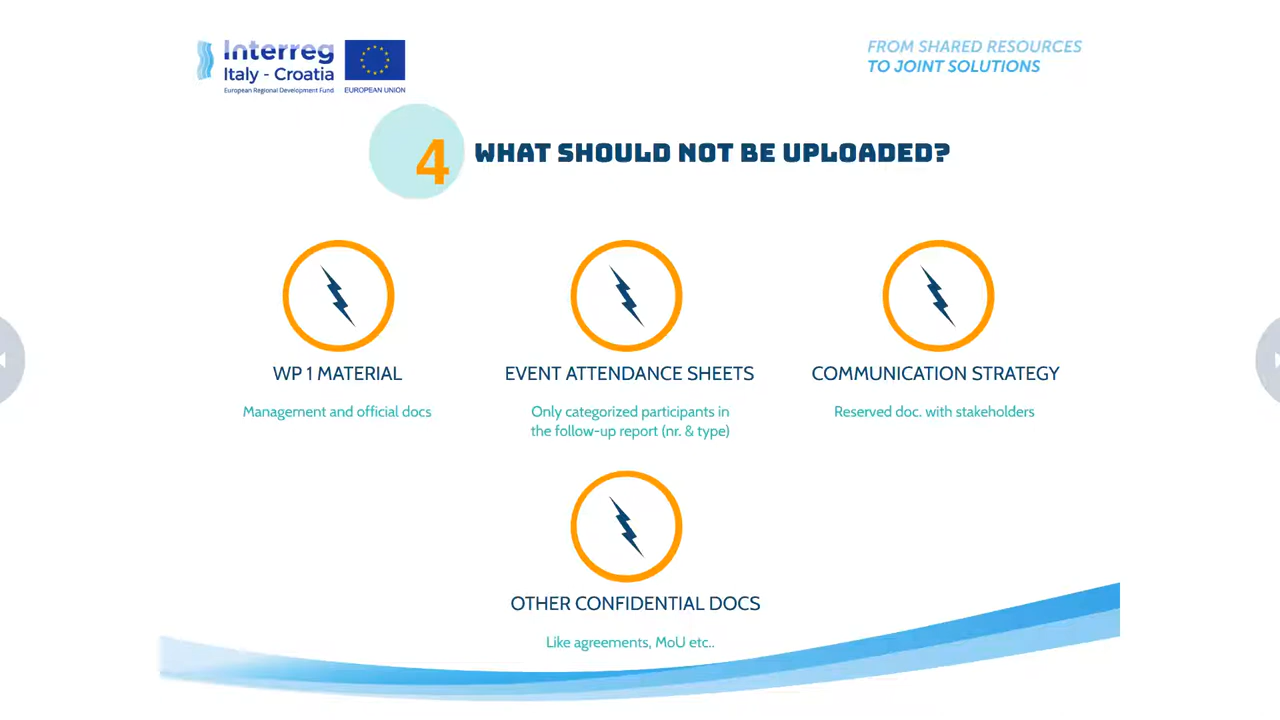 Interreg
Italy - Croatia
European Regional Development Fund
EUROPEAN UNION
FROM SHARED RESOURCES
TO JOINT SOLUTIONS
4
WHAT SHOULD NOT BE UPLOADED?
WP 1 MATERIAL
Management and official docs
EVENT ATTENDANCE SHEETS
Only categorized participants in
the follow-up report (nr. & type)
COMMUNICATION STRATEGY
Reserved doc. with stakeholders
OTHER CONFIDENTIAL DOCS
Like agreements, MoU etc..